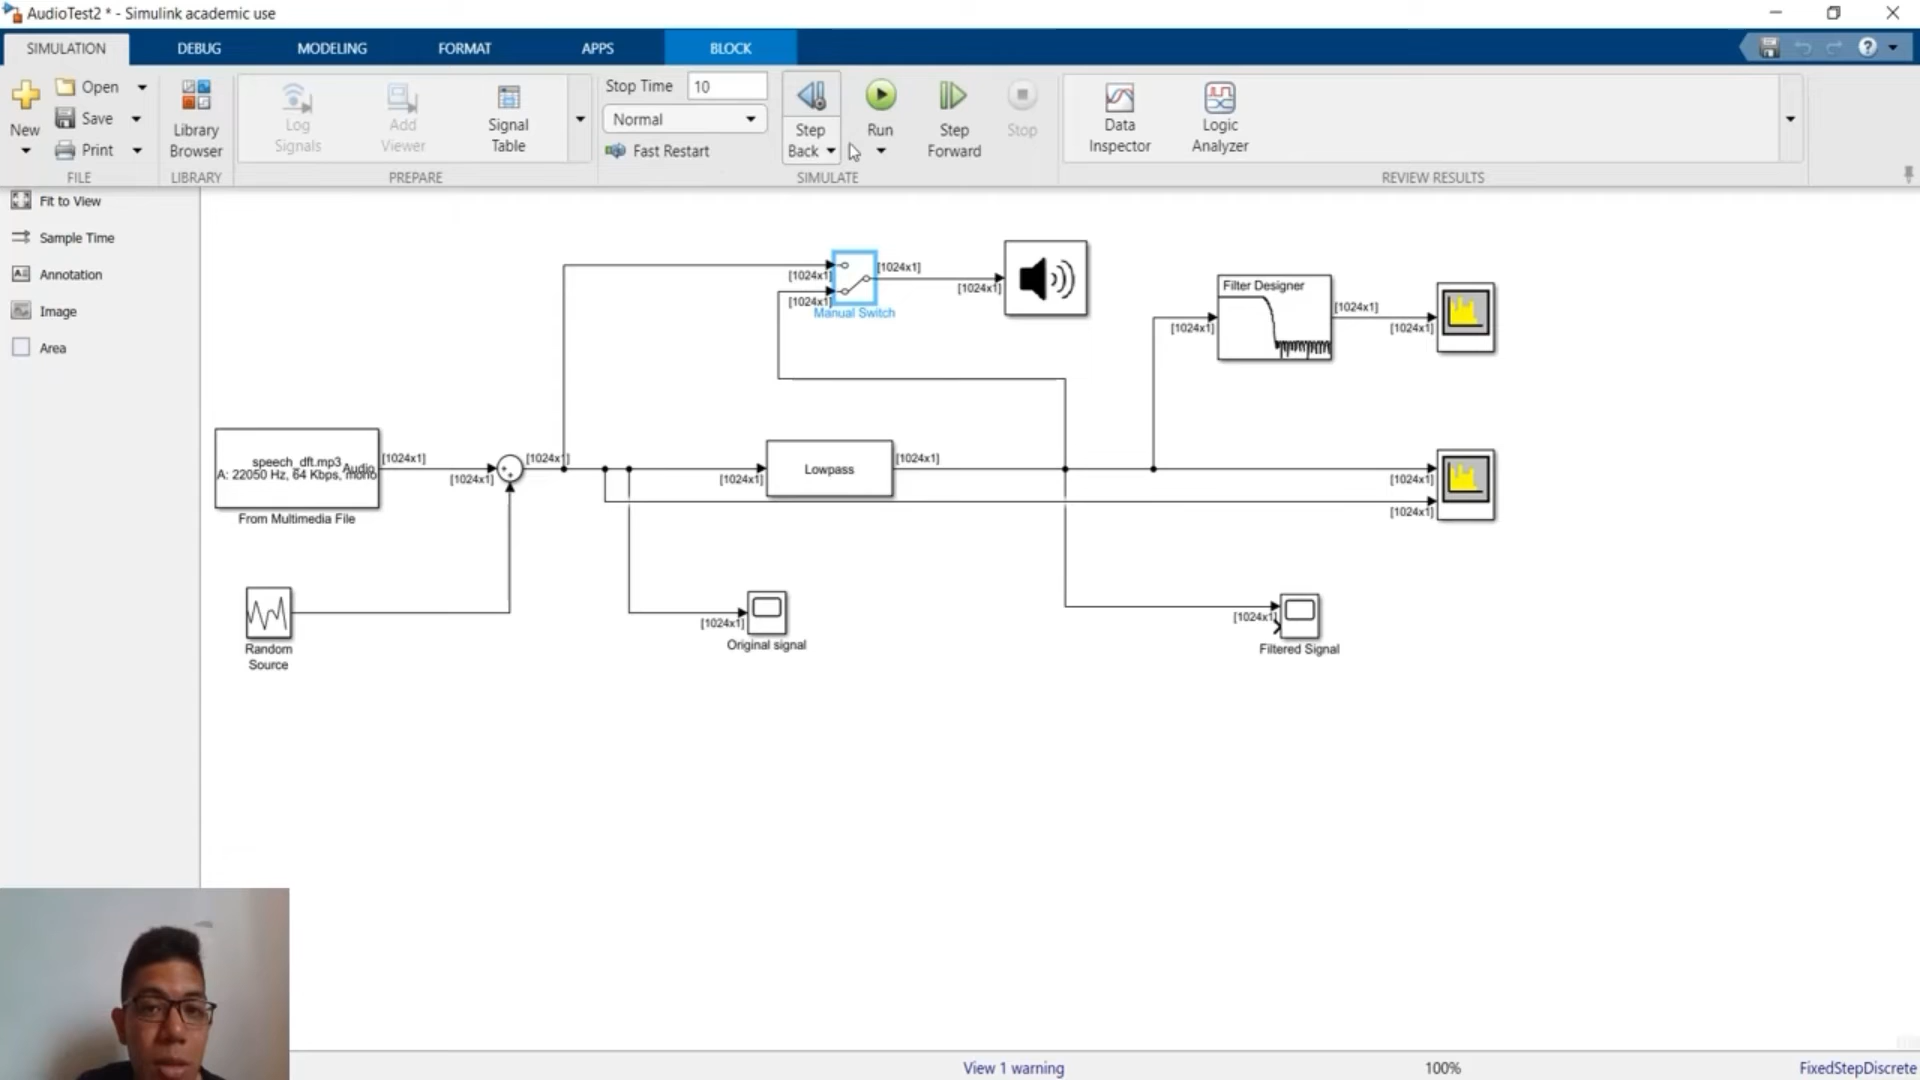 AudioTest2 * - Simulink academic use
SIMULATION DEBUG MODELING FORMAT APPS BLOCK
New
Open
Save
Print
FILE
Library
Browser
LIBRARY
Log
Signals
Add
Viewer
Signal
Table
PREPARE
Stop Time 10
Normal
Fast Restart
Step
Back
Run
Step
Forward
Stop
SIMULATE
Data
Inspector
Logic
Analyzer
REVIEW RESULTS
Fit to View
Sample Time
Annotation
Image
Area
[1024x1]
[1024x1]
[1024x1]
[1024x1]
Manual Switch
Filter Designer
[1024x1]
[1024x1]
[1024x1]
speech_dft.mp3
Audio
A: 22050 Hz, 64 Kbps, mono
From Multimedia File
[1024x1]
[1024x1]
[1024x1]
[1024x1]
Lowpass
[1024x1]
[1024x1]
[1024x1]
Random
Source
[1024x1]
Original signal
[1024x1]
Filtered Signal
View 1 warning
100%
FixedStepDiscrete